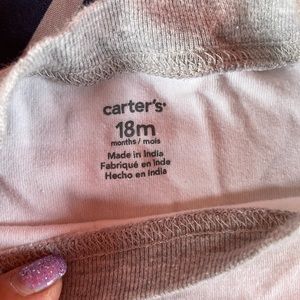 carter's®
18m
months / mois
Made in India
Fabriqué en Inde
Hecho en India